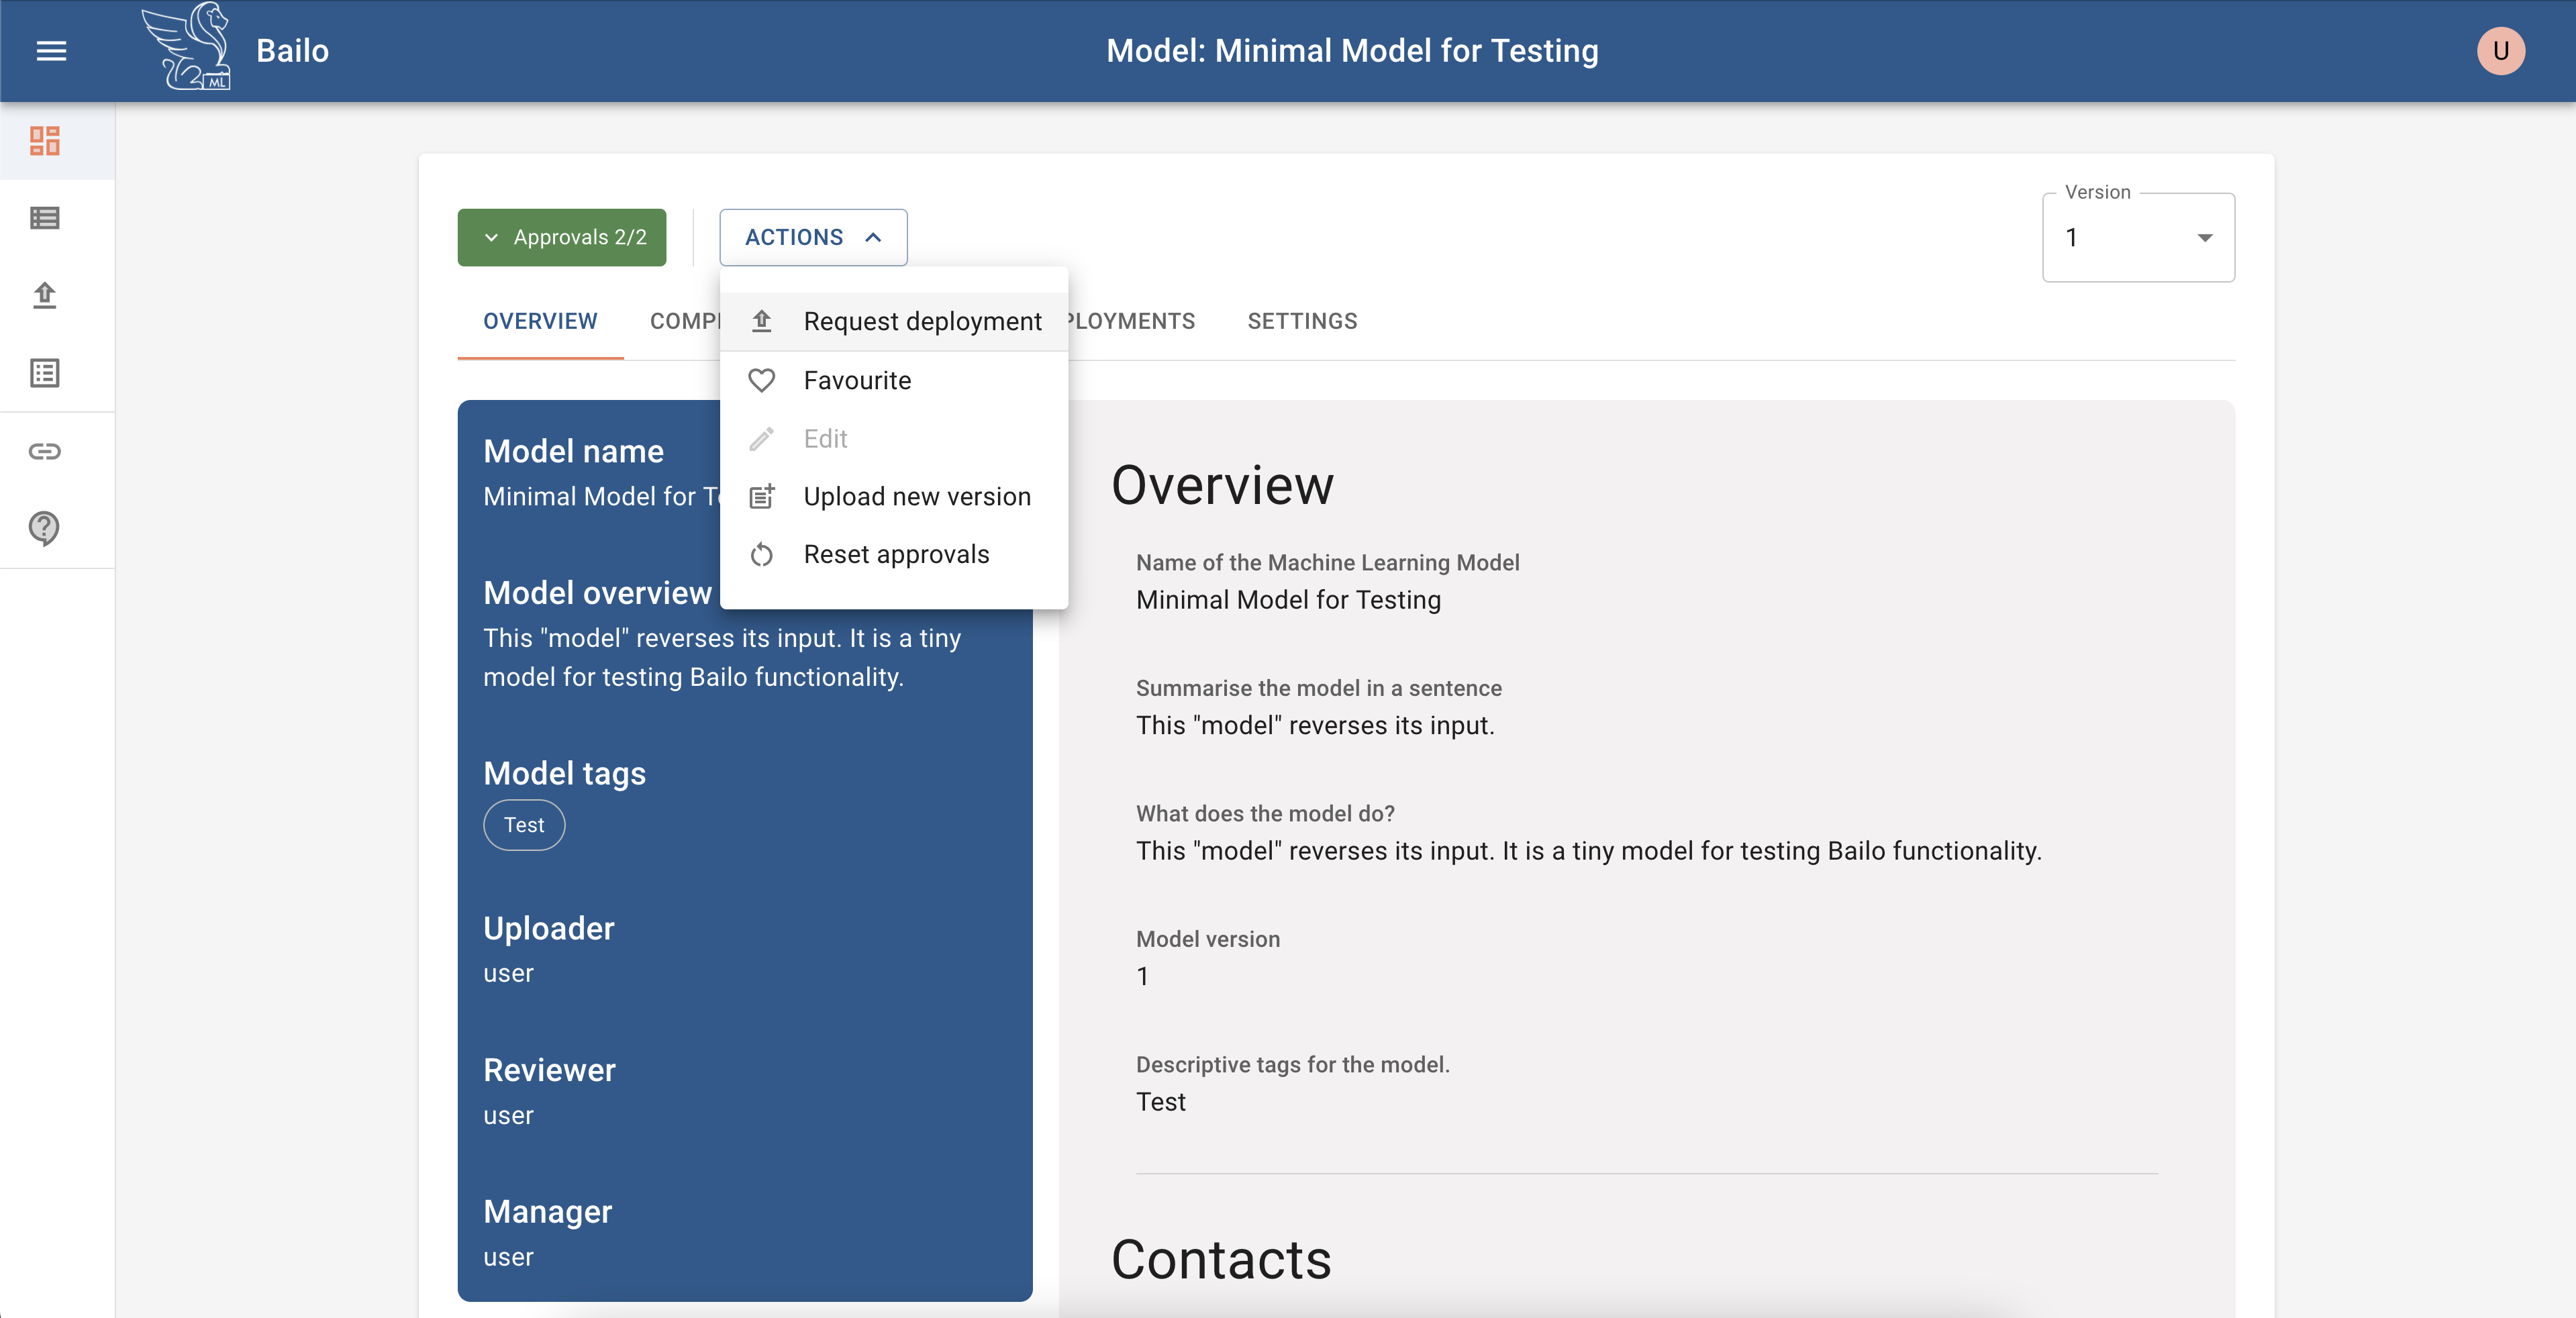 Bailo
Model: Minimal Model for Testing
U
ML
Approvals 2/2
ACTIONS
Version
1
OVERVIEW
SETTINGS
Request deployment
Favourite
Edit
Upload new version
Reset approvals
Model name
Minimal Model for
Model overview
This "model" reverses its input. It is a tiny
model for testing Bailo functionality.
Model tags
Test
Uploader
user
Reviewer
user
Manager
user
Overview
Name of the Machine Learning Model
Minimal Model for Testing
Summarise the model in a sentence
This "model" reverses its input.
What does the model do?
This "model" reverses its input. It is a tiny model for testing Bailo functionality.
Model version
1
Descriptive tags for the model.
Test
Contacts